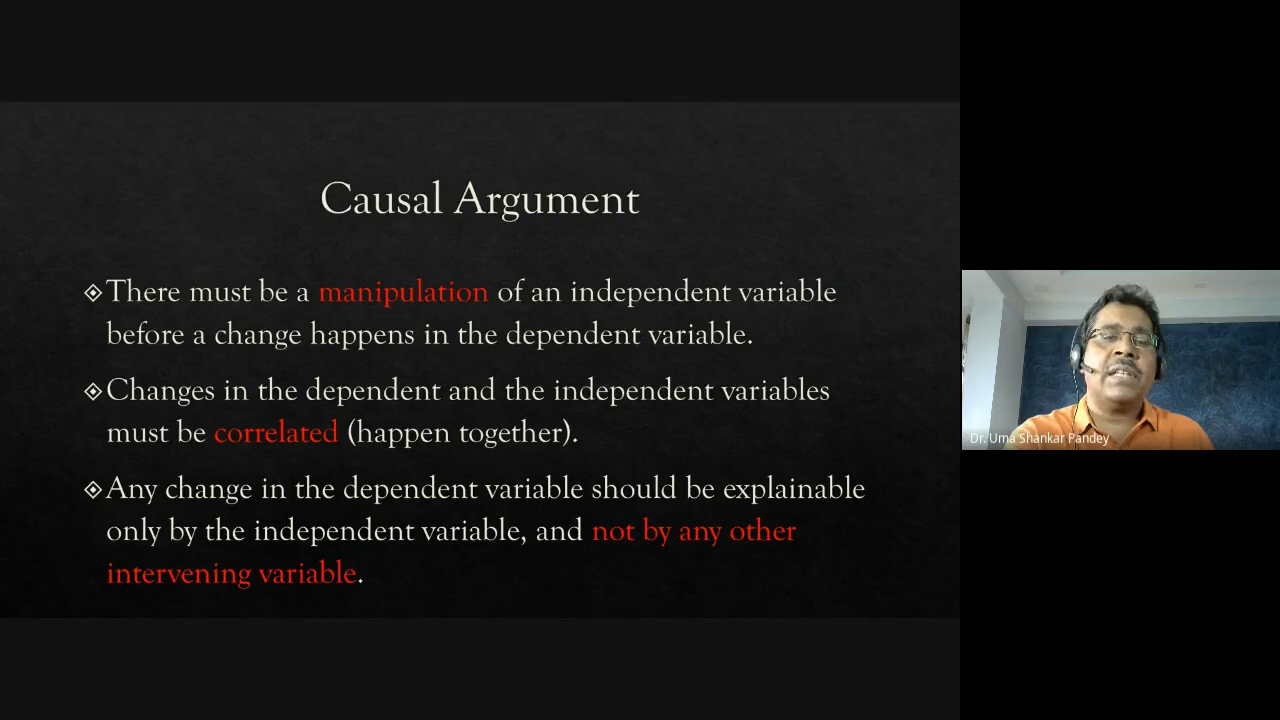 Causal Argument
There must be a manipulation of an independent variable
before a change happens in the dependent variable.
Changes in the dependent and the independent variables
must be correlated (happen together).
Any change in the dependent variable should be explainable
only by the independent variable, and not by any other
intervening variable.
Dr. Uma Shankar Pandey